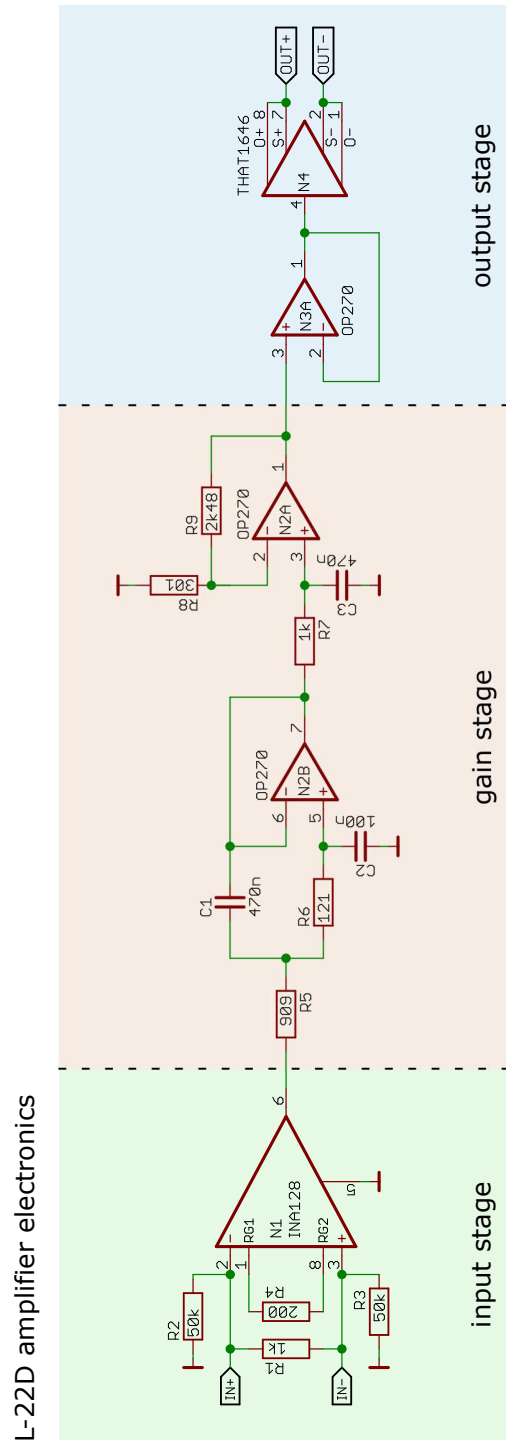 L-22D amplifier electronics
IN+
IN-
R1
1k
R2
50k
R3
50k
R4
200
2
1
8
3
-
RG1
RG2
+
N1
INA128
5
6
input stage
R5
909
C1
470n
R6
121
C2
100n
6
5
-
+
N2B
OP270
7
R7
1k
C3
470n
R8
301
R9
2k48
2
3
-
+
N2A
OP270
1
gain stage
3
2
+
-
N3A
OP270
1
4
N4
THAT1646
O+ 8
S+ 7
2
S- 1
O-
OUT+
OUT-
output stage